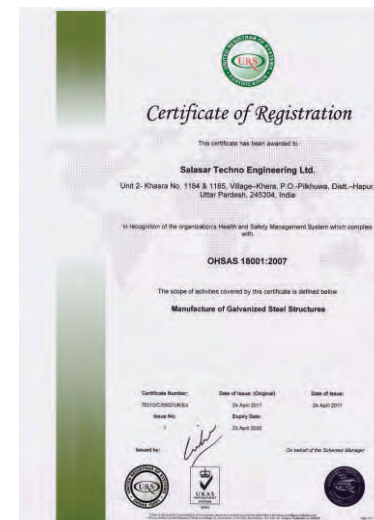 URS
Certificate of Registration
This certificate has been awarded to
Salasar Techno Engineering Ltd.
Unit 2- Khasra No. 1184 & 1185, Village–Khera, P.O.-Pilkhuwa, Distt.–Hapur,
Uttar Pardesh, 245304, India
in recognition of the organization's Health and Safety Management System which complies
with
OHSAS 18001:2007
The scope of activities covered by this certificate is defined below
Manufacture of Galvanized Steel Structures
Certificate Number:
Date of Issue: (Original)
Date of Issue:
24 April 2017
24 April 2017
Issue No:
Expiry Date:
1
23 April 2020
Issued by:
On behalf of the Schemes Manager
URS
UKAS